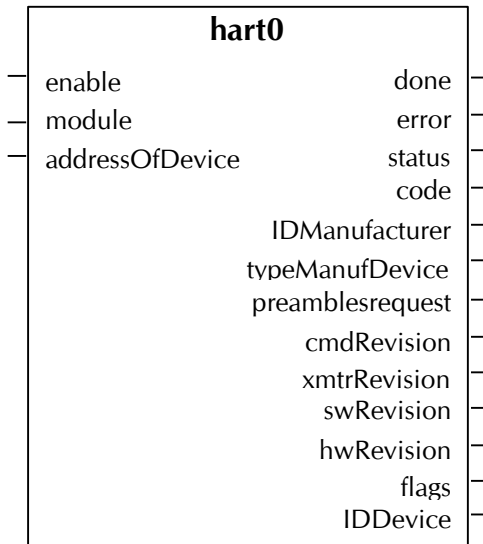 hart0
enable done
module error
addressOfDevice status
code
IDManufacturer
typeManufDevice
preamblesrequest
cmdRevision
xmtrRevision
swRevision
hwRevision
flags
IDDevice